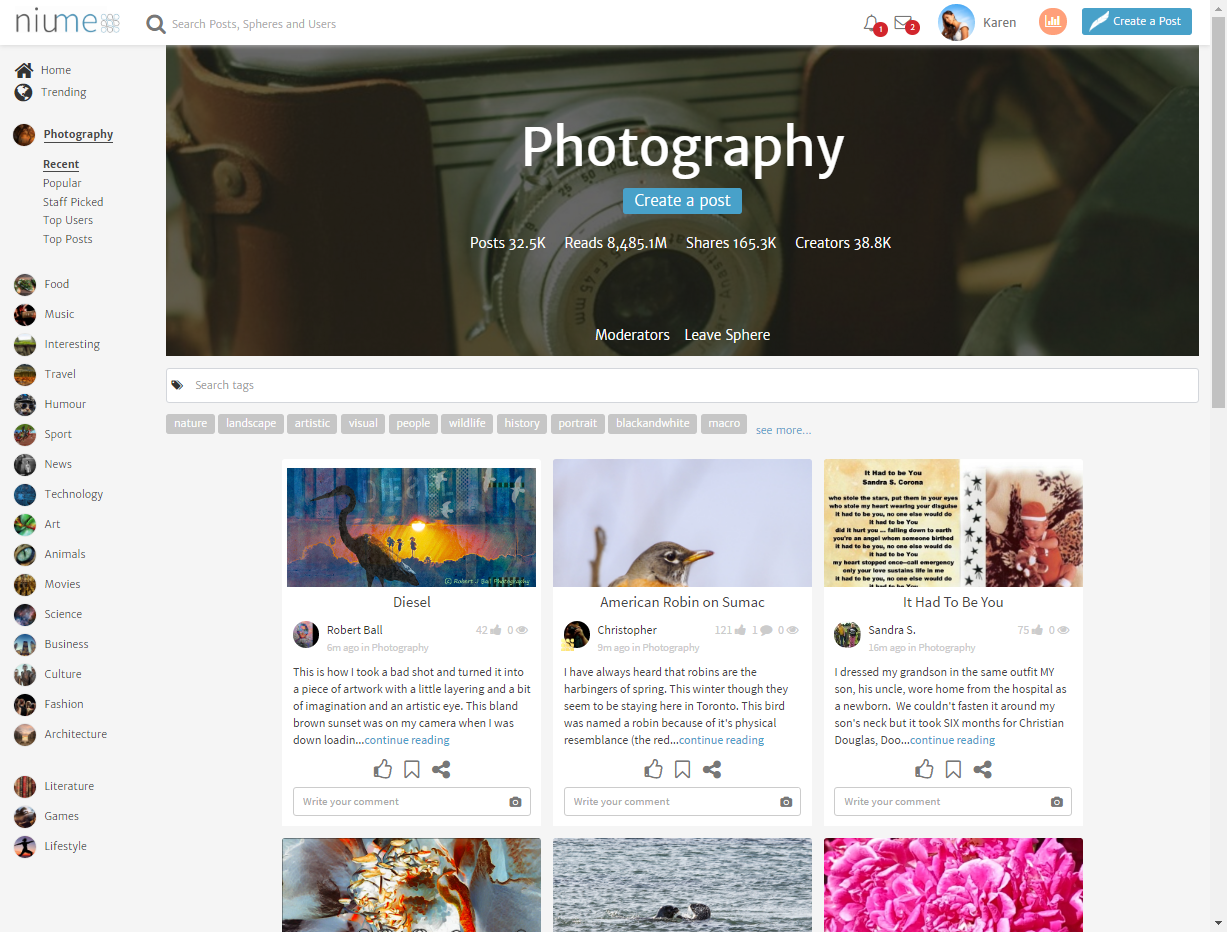 niume
Search Posts, Spheres and Users
1
2
Karen
Create a Post
Home
Trending
Photography
Recent
Popular
Staff Picked
Top Users
Top Posts
Food
Music
Interesting
Travel
Humour
Sport
News
Technology
Art
Animals
Movies
Science
Business
Culture
Fashion
Architecture
Literature
Games
Lifestyle
Photography
Create a post
Posts 32.5K Reads 8,485.1M Shares 165.3K Creators 38.8K
Moderators Leave Sphere
Search tags
nature landscape artistic visual people wildlife history portrait blackandwhite macro see more...
DIESEL
© Robert J Ball Photography
Diesel
Robert Ball 42 0
6m ago in Photography
This is how I took a bad shot and turned it into
a piece of artwork with a little layering and a bit
of imagination and an artistic eye. This bland
brown sunset was on my camera when I was
down loadin...continue reading
Write your comment
American Robin on Sumac
Christopher 121 1 0
9m ago in Photography
I have always heard that robins are the
harbingers of spring. This winter though they
seem to be staying here in Toronto. This bird
was named a robin because of it's physical
resemblance (the red...continue reading
Write your comment
It Had to be You
Sandra S. Corona
who stole the stars, put them in your eyes
who stole my heart wearing your disguise
it had to be you, no one else would do
It had to be You
did it hurt you ... falling down to earth
you're an angel whom someone birthed
it had to be you, no one else would do
It had to be You
my heart stopped once--call emergency
only your love sustains life in me
it had to be you, no one else would do
It had to be You
It Had To Be You
Sandra S. 75 0
16m ago in Photography
I dressed my grandson in the same outfit MY
son, his uncle, wore home from the hospital as
a newborn. We couldn't fasten it around my
son's neck but it took SIX months for Christian
Douglas, Doo...continue reading
Write your comment